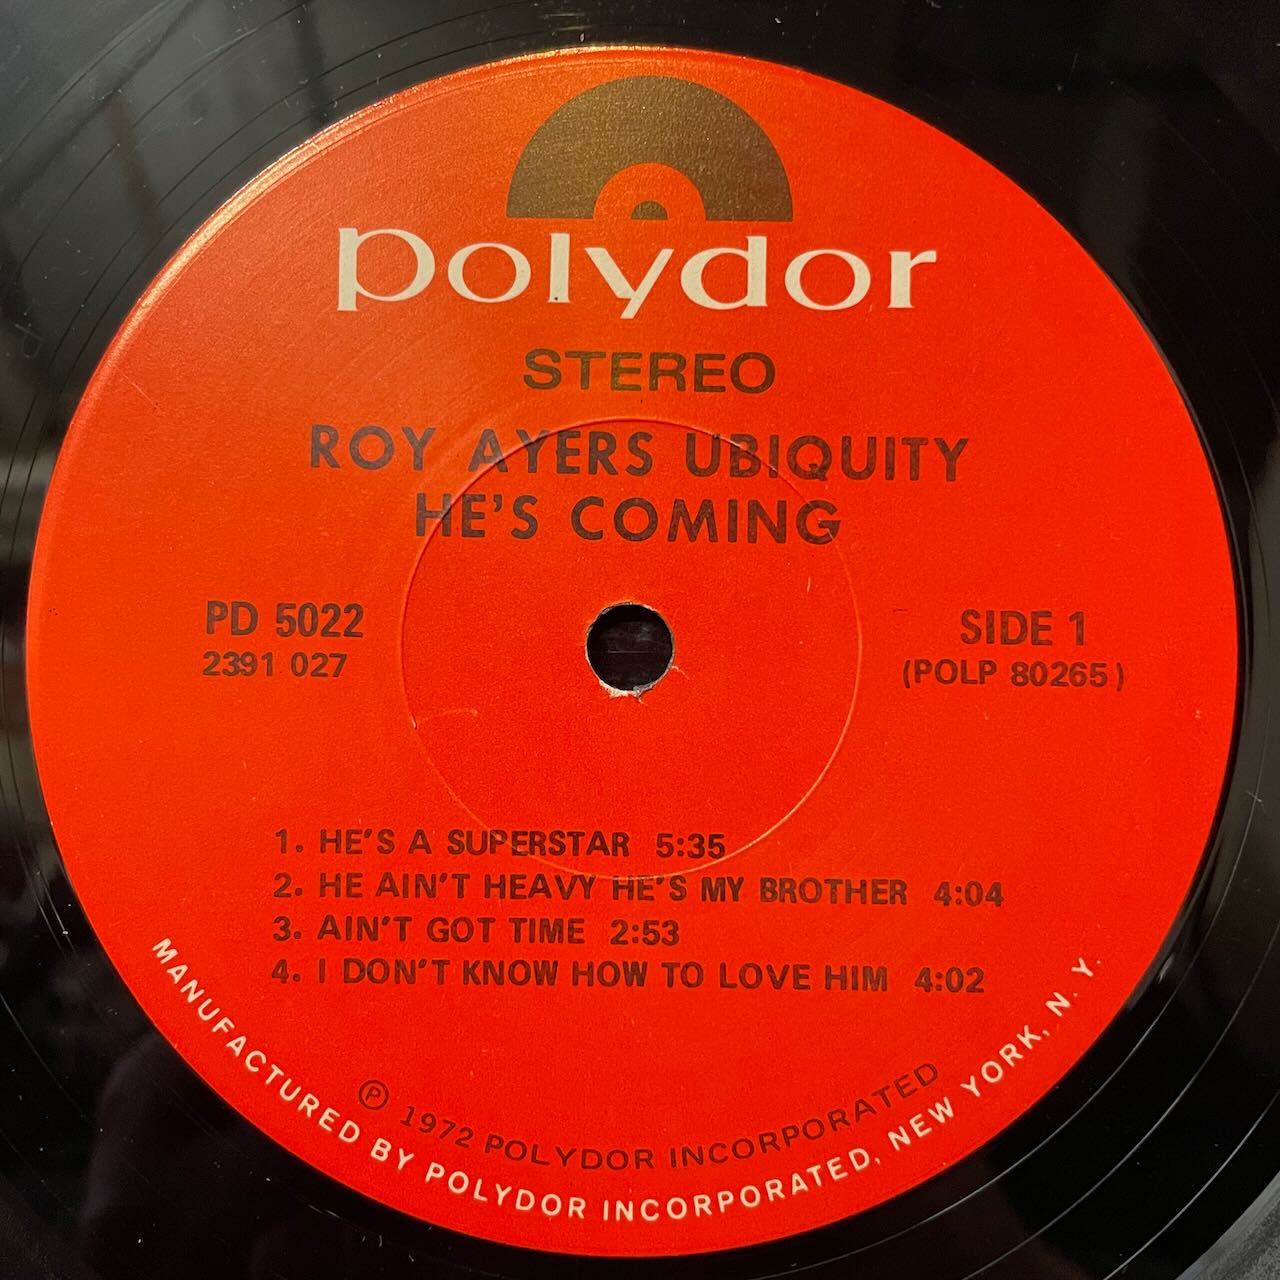 polydor
STEREO
ROY AYERS UBIQUITY
HE'S COMING
PD 5022
2391 027
SIDE 1
(POLP 80265)
1. HE'S A SUPERSTAR 5:35
2. HE AIN'T HEAVY HE'S MY BROTHER 4:04
3. AIN'T GOT TIME 2:53
4. I DON'T KNOW HOW TO LOVE HIM 4:02
℗ 1972 POLYDOR INCORPORATED
MANUFACTURED BY POLYDOR INCORPORATED, NEW YORK, N. Y.